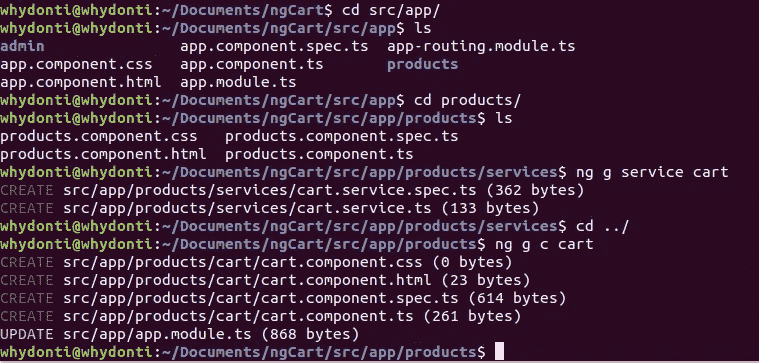 whydonti@whydonti:~/Documents/ngCart$ cd src/app/
whydonti@whydonti:~/Documents/ngCart/src/app$ ls
admin app.component.spec.ts app-routing.module.ts
app.component.css app.component.ts products
app.component.html app.module.ts
whydonti@whydonti:~/Documents/ngCart/src/app$ cd products/
whydonti@whydonti:~/Documents/ngCart/src/app/products$ ls
products.component.css products.component.spec.ts
products.component.html products.component.ts
whydonti@whydonti:~/Documents/ngCart/src/app/products/services$ ng g service cart
CREATE src/app/products/services/cart.service.spec.ts (362 bytes)
CREATE src/app/products/services/cart.service.ts (133 bytes)
whydonti@whydonti:~/Documents/ngCart/src/app/products/services$ cd ../
whydonti@whydonti:~/Documents/ngCart/src/app/products$ ng g c cart
CREATE src/app/products/cart/cart.component.css (0 bytes)
CREATE src/app/products/cart/cart.component.html (23 bytes)
CREATE src/app/products/cart/cart.component.spec.ts (614 bytes)
CREATE src/app/products/cart/cart.component.ts (261 bytes)
UPDATE src/app/app.module.ts (868 bytes)
whydonti@whydonti:~/Documents/ngCart/src/app/products$